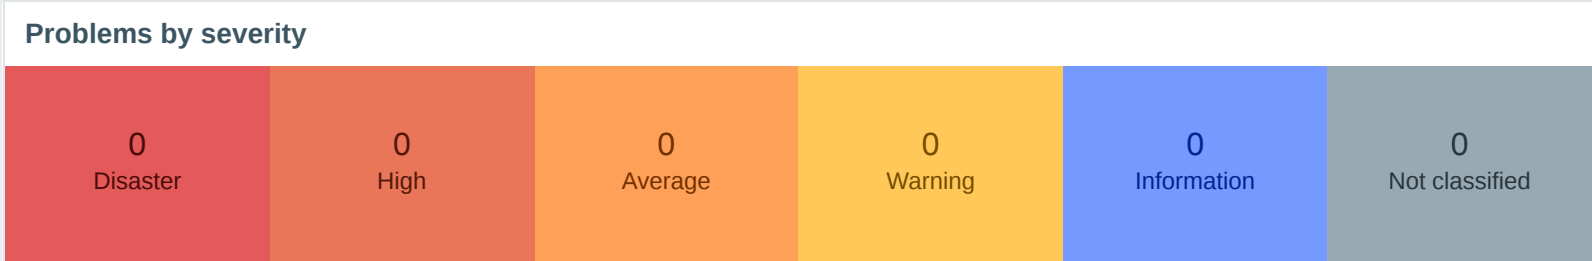 Problems by severity
0 0 0 0 0 0
Disaster High Average Warning Information Not classified